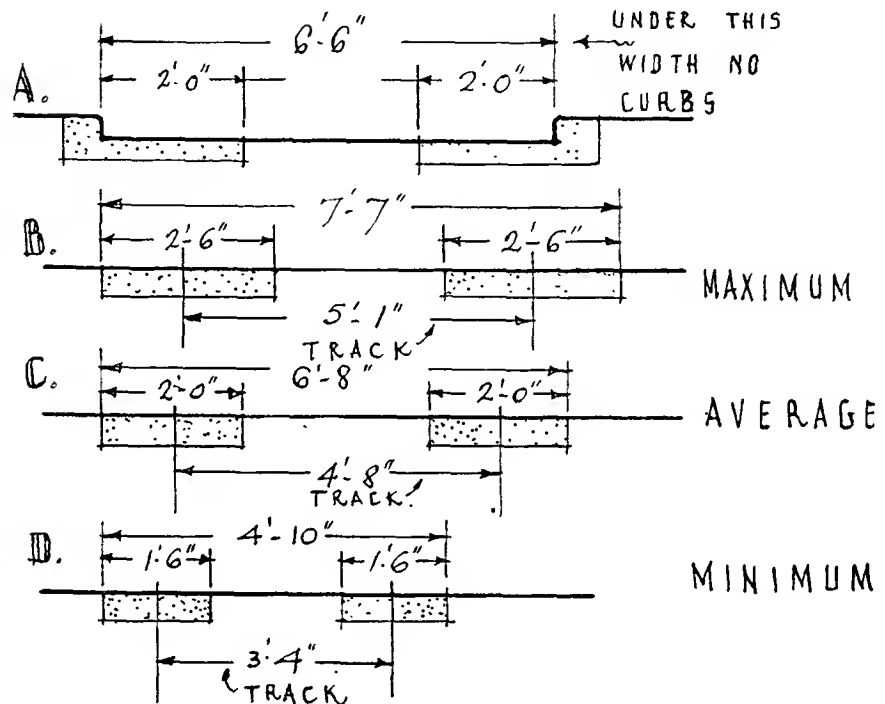 UNDER THIS
WIDTH NO
CURBS
6'-6"
2'-0"
2'-0"
A.
7'-7"
B.
2'-6"
2'-6"
MAXIMUM
5'-1"
TRACK
C.
6'-8"
2'-0"
2'-0"
AVERAGE
4'-8"
TRACK.
D.
4'-10"
1'-6"
1'-6"
MINIMUM
3'-4"
TRACK